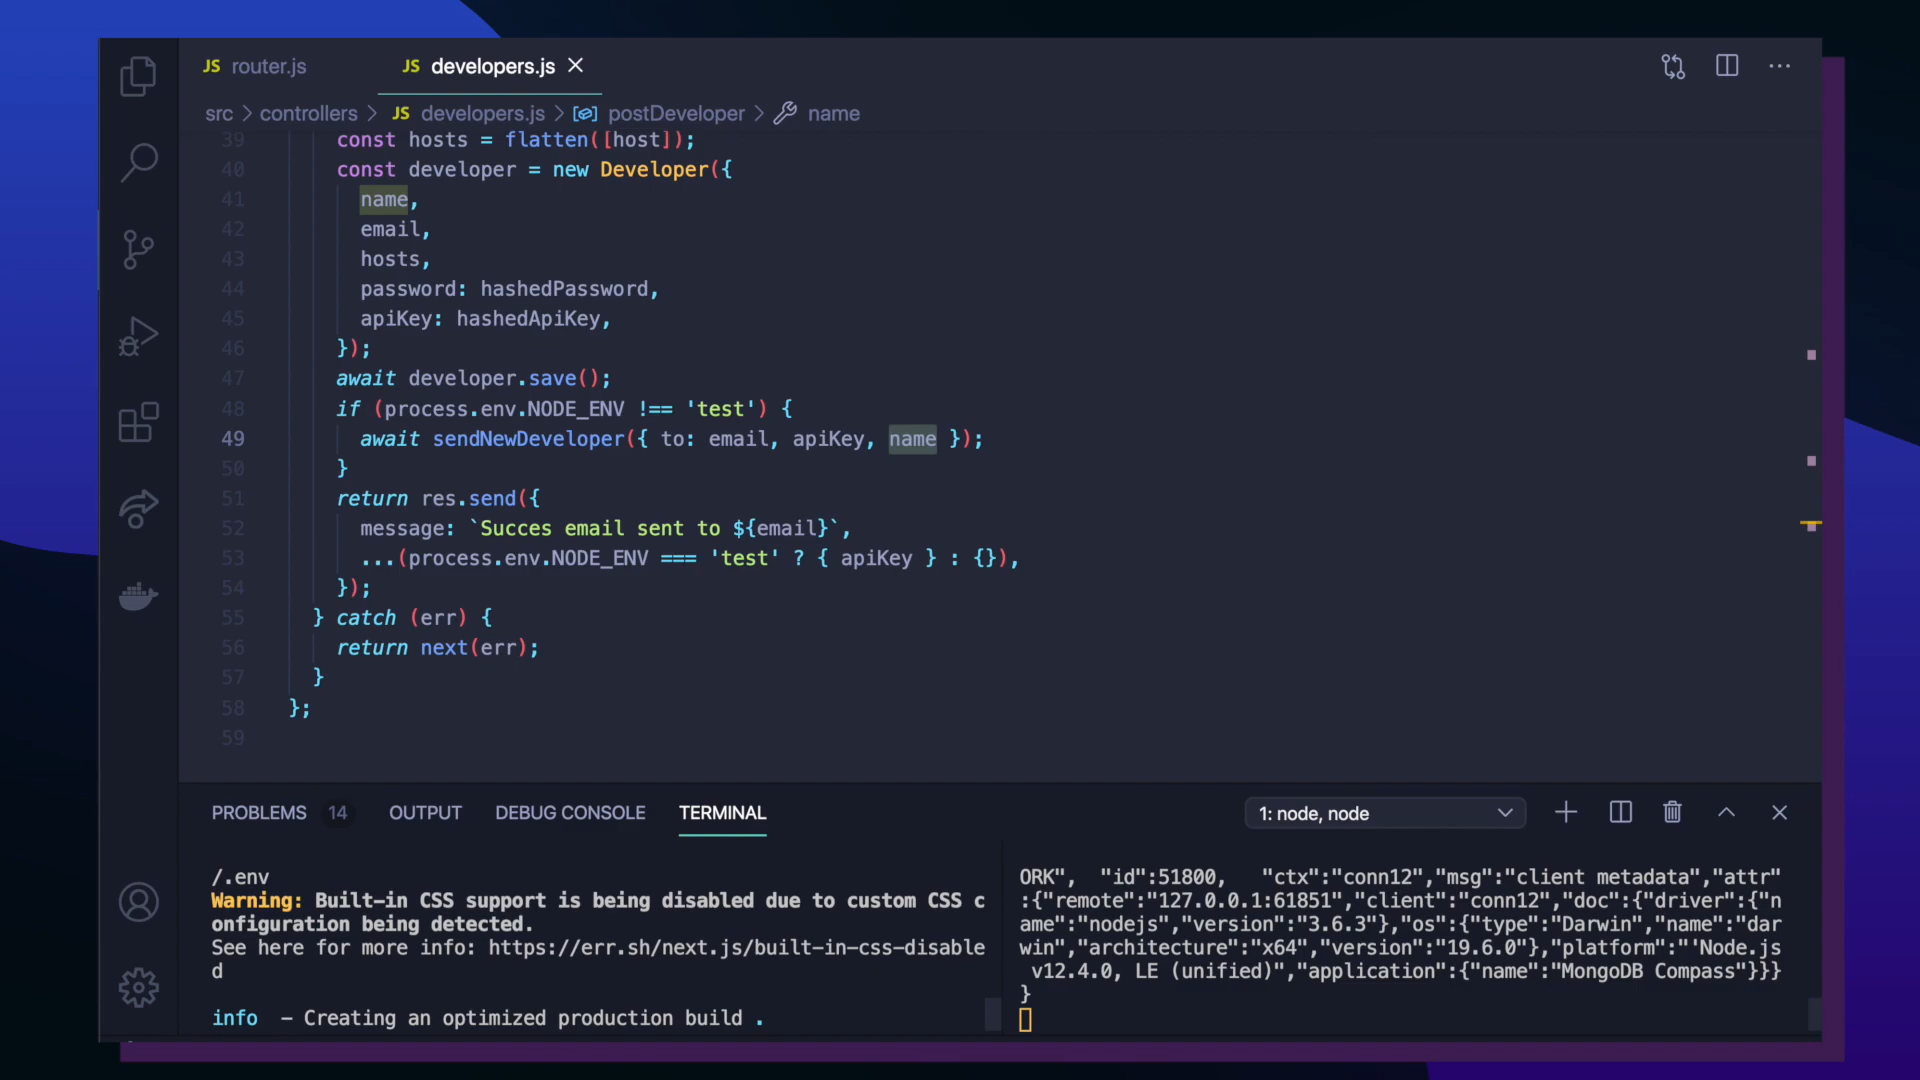 JS router.js
JS developers.js
src > controllers > JS developers.js > postDeveloper > name
39 const hosts = flatten([host]);
40 const developer = new Developer({
41 name,
42 email,
43 hosts,
44 password: hashedPassword,
45 apiKey: hashedApiKey,
46 });
47 await developer.save();
48 if (process.env.NODE_ENV !== 'test') {
49 await sendNewDeveloper({ to: email, apiKey, name });
50 }
51 return res.send({
52 message: `Succes email sent to ${email}`,
53 ...(process.env.NODE_ENV === 'test' ? { apiKey } : {}),
54 });
55 } catch (err) {
56 return next(err);
57 }
58 };
59
PROBLEMS 14 OUTPUT DEBUG CONSOLE TERMINAL
1: node, node
/.env
Warning: Built-in CSS support is being disabled due to custom CSS c
onfiguration being detected.
See here for more info: https://err.sh/next.js/built-in-css-disable
d
info - Creating an optimized production build .
ORK", "id":51800, "ctx":"conn12","msg":"client metadata","attr"
:{"remote":"127.0.0.1:61851","client":"conn12","doc":{"driver":{"n
ame":"nodejs","version":"3.6.3"},"os":{"type":"Darwin","name":"dar
win","architecture":"x64","version":"19.6.0"},"platform":"'Node.js
v12.4.0, LE (unified)","application":{"name":"MongoDB Compass"}}}
}